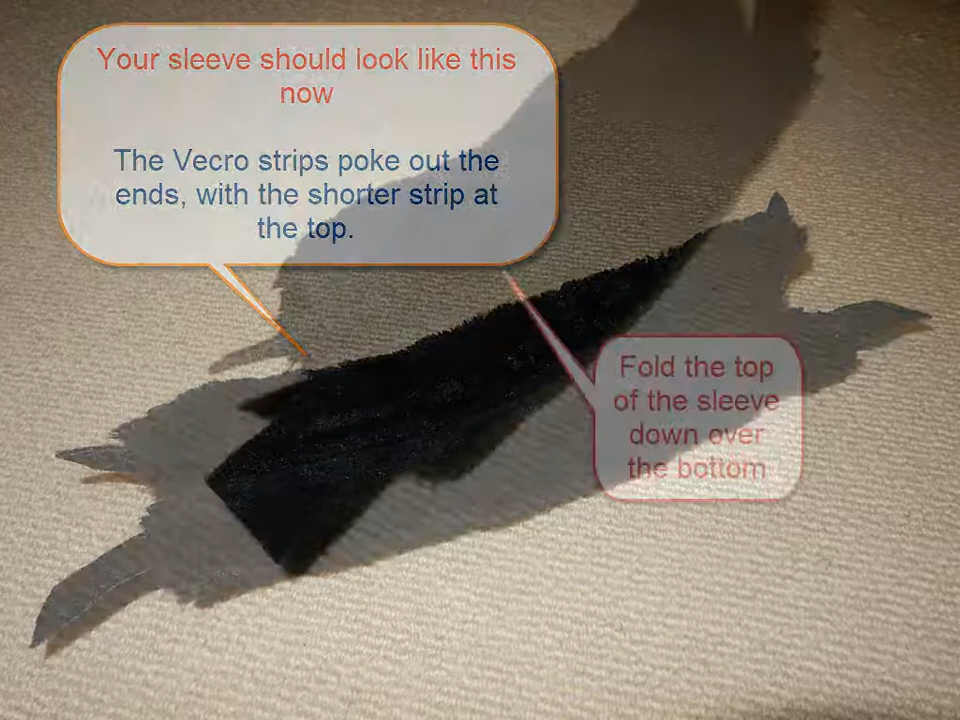 Your sleeve should look like this
now
The Vecro strips poke out the
ends, with the shorter strip at
the top.
Fold the top
of the sleeve
down over
the bottom